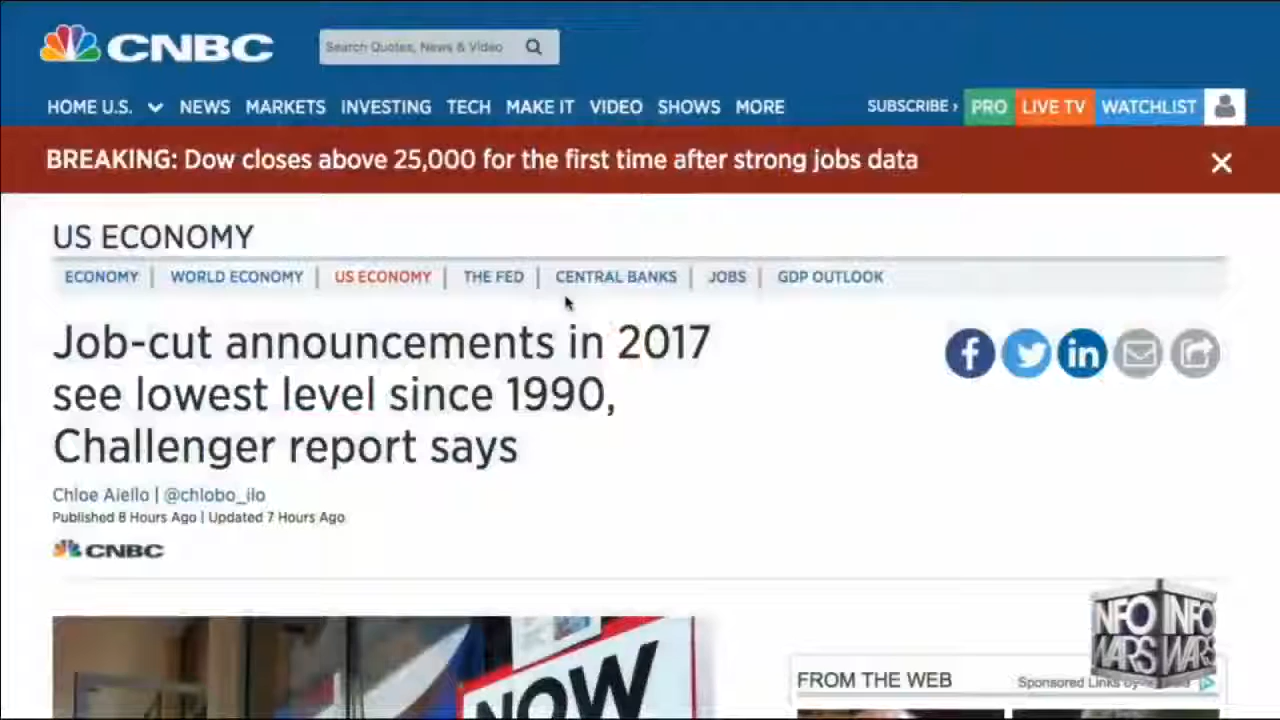 CNBC
Search Quotes, News & Video
HOME U.S. NEWS MARKETS INVESTING TECH MAKE IT VIDEO SHOWS MORE SUBSCRIBE › PRO LIVE TV WATCHLIST
BREAKING: Dow closes above 25,000 for the first time after strong jobs data
US ECONOMY
ECONOMY | WORLD ECONOMY | US ECONOMY | THE FED | CENTRAL BANKS | JOBS | GDP OUTLOOK
Job-cut announcements in 2017
see lowest level since 1990,
Challenger report says
Chloe Aiello | @chlobo_ilo
Published 8 Hours Ago | Updated 7 Hours Ago
CNBC
NOW
INFO INFO
WARS WARS
FROM THE WEB
Sponsored Links